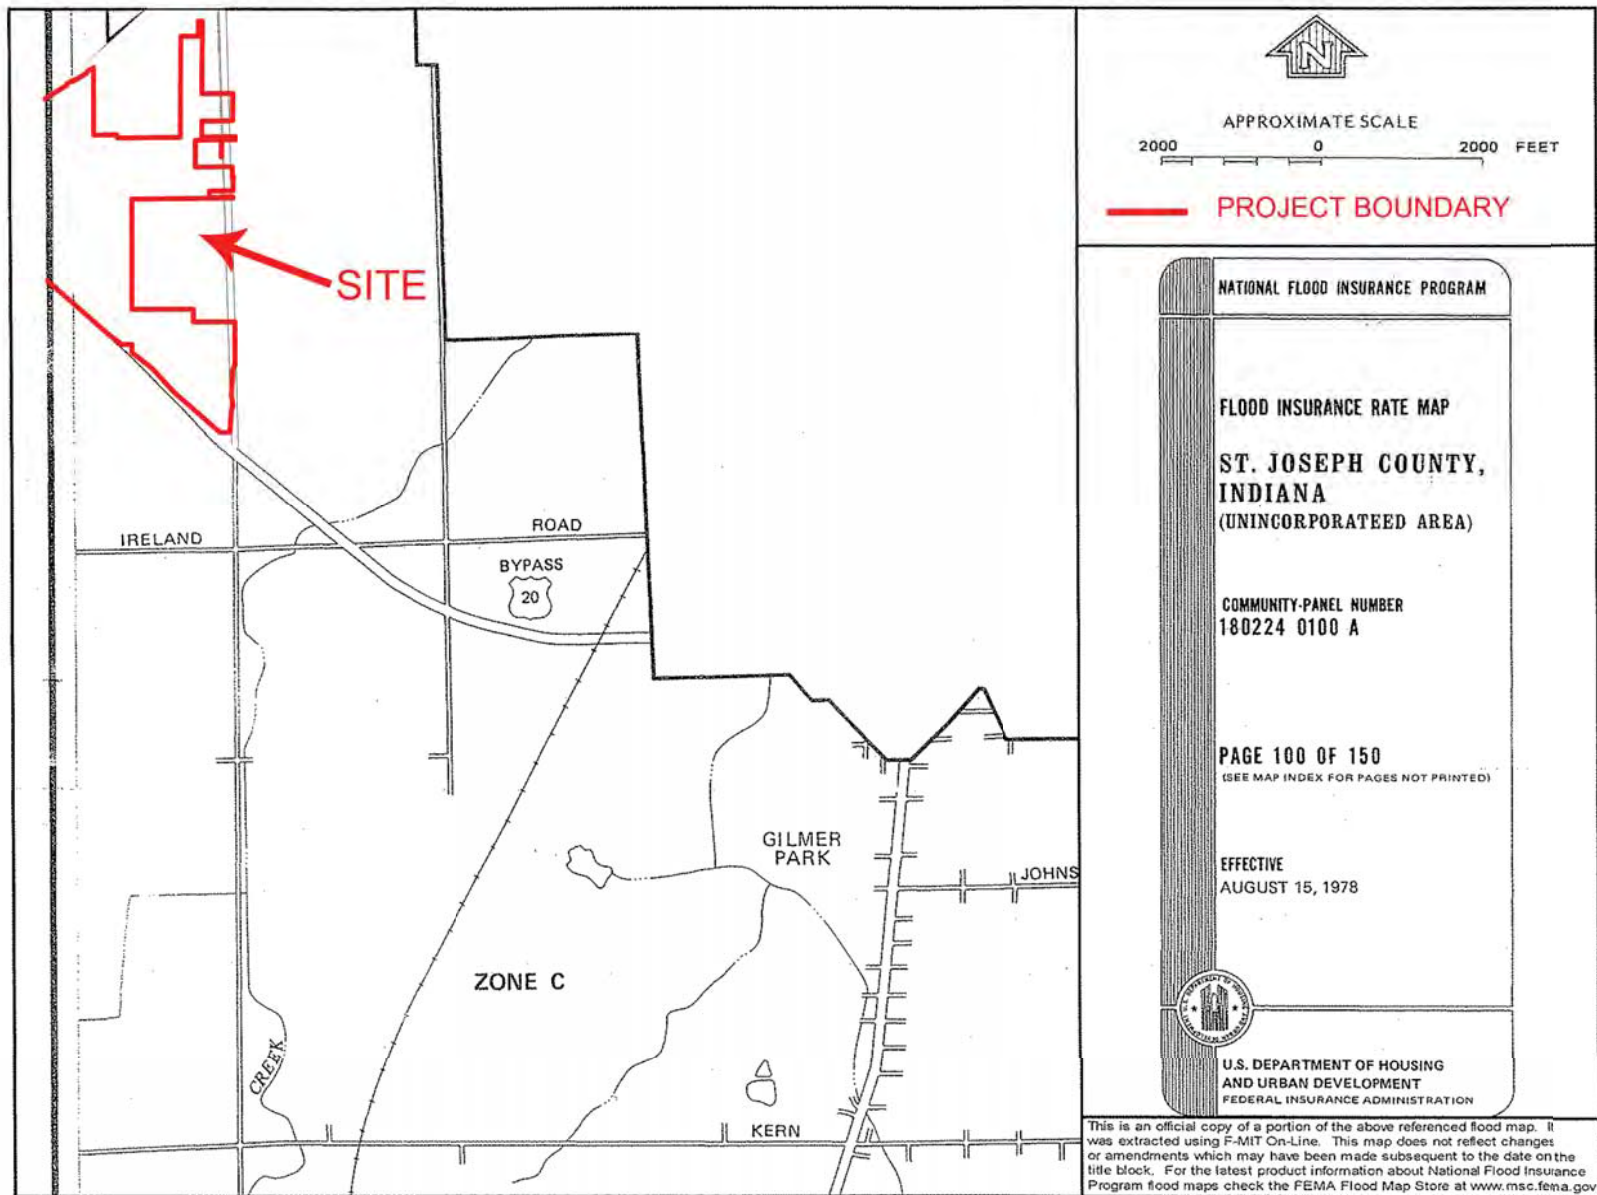 N
APPROXIMATE SCALE
2000 0 2000 FEET
PROJECT BOUNDARY
SITE
NATIONAL FLOOD INSURANCE PROGRAM
FLOOD INSURANCE RATE MAP
ST. JOSEPH COUNTY,
INDIANA
(UNINCORPORATEED AREA)
COMMUNITY-PANEL NUMBER
180224 0100 A
PAGE 100 OF 150
(SEE MAP INDEX FOR PAGES NOT PRINTED)
EFFECTIVE
AUGUST 15, 1978
U.S. DEPARTMENT OF HOUSING
AND URBAN DEVELOPMENT
FEDERAL INSURANCE ADMINISTRATION
IRELAND ROAD
BYPASS
20
GILMER
PARK
JOHNS
ZONE C
CREEK
KERN
This is an official copy of a portion of the above referenced flood map. It
was extracted using F-MIT On-Line. This map does not reflect changes
or amendments which may have been made subsequent to the date on the
title block. For the latest product information about National Flood Insurance
Program flood maps check the FEMA Flood Map Store at www.msc.fema.gov